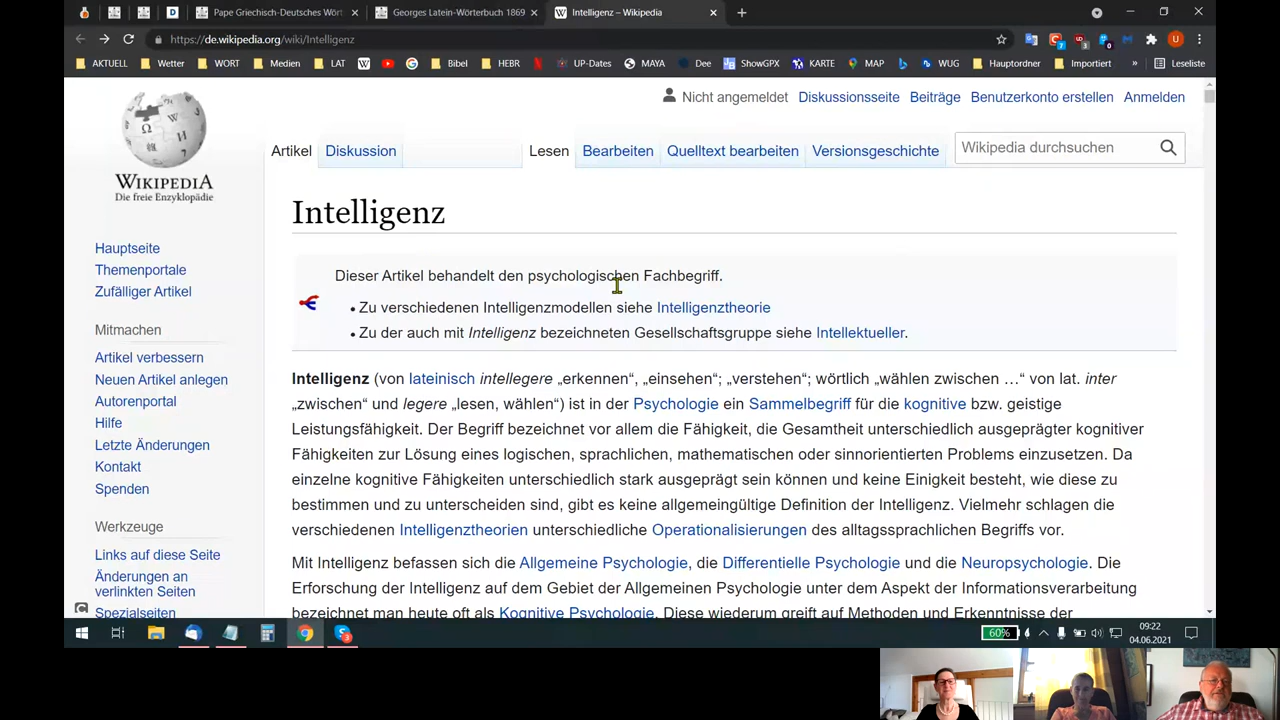 Pape Griechisch-Deutsches Wört
Georges Latein-Wörterbuch 1869
Intelligenz – Wikipedia
https://de.wikipedia.org/wiki/Intelligenz
AKTUELL Wetter WORT Medien LAT Bibel HEBR UP-Dates MAYA Dee ShowGPX KARTE MAP WUG Hauptordner Importiert » Leseliste
Nicht angemeldet Diskussionsseite Beiträge Benutzerkonto erstellen Anmelden
Artikel Diskussion Lesen Bearbeiten Quelltext bearbeiten Versionsgeschichte Wikipedia durchsuchen
WIKIPEDIA
Die freie Enzyklopädie
Hauptseite
Themenportale
Zufälliger Artikel
Mitmachen
Artikel verbessern
Neuen Artikel anlegen
Autorenportal
Hilfe
Letzte Änderungen
Kontakt
Spenden
Werkzeuge
Links auf diese Seite
Änderungen an
verlinkten Seiten
Spezialseiten
Intelligenz
Dieser Artikel behandelt den psychologischen Fachbegriff.
• Zu verschiedenen Intelligenzmodellen siehe Intelligenztheorie
• Zu der auch mit Intelligenz bezeichneten Gesellschaftsgruppe siehe Intellektueller.
Intelligenz (von lateinisch intellegere „erkennen“, „einsehen“; „verstehen“; wörtlich „wählen zwischen …“ von lat. inter
„zwischen“ und legere „lesen, wählen“) ist in der Psychologie ein Sammelbegriff für die kognitive bzw. geistige
Leistungsfähigkeit. Der Begriff bezeichnet vor allem die Fähigkeit, die Gesamtheit unterschiedlich ausgeprägter kognitiver
Fähigkeiten zur Lösung eines logischen, sprachlichen, mathematischen oder sinnorientierten Problems einzusetzen. Da
einzelne kognitive Fähigkeiten unterschiedlich stark ausgeprägt sein können und keine Einigkeit besteht, wie diese zu
bestimmen und zu unterscheiden sind, gibt es keine allgemeingültige Definition der Intelligenz. Vielmehr schlagen die
verschiedenen Intelligenztheorien unterschiedliche Operationalisierungen des alltagssprachlichen Begriffs vor.
Mit Intelligenz befassen sich die Allgemeine Psychologie, die Differentielle Psychologie und die Neuropsychologie. Die
Erforschung der Intelligenz auf dem Gebiet der Allgemeinen Psychologie unter dem Aspekt der Informationsverarbeitung
bezeichnet man heute oft als Kognitive Psychologie. Diese wiederum greift auf Methoden und Erkenntnisse der
60%
09:22
04.06.2021